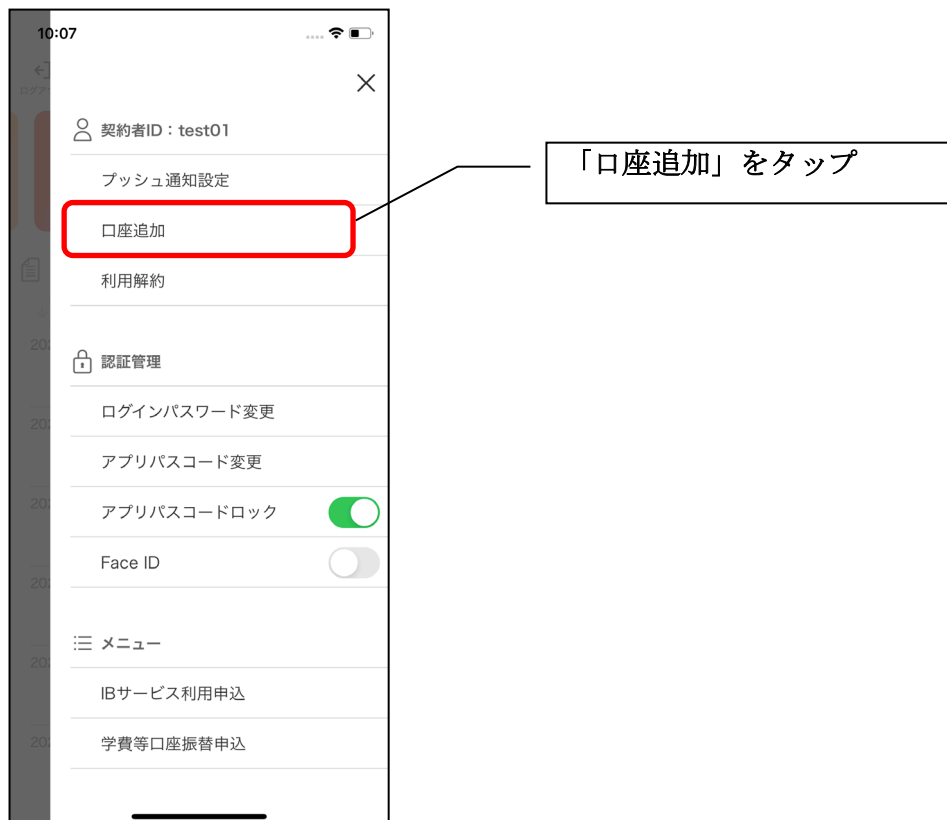 10:07
契約者ID：test01
プッシュ通知設定
口座追加
利用解約
認証管理
ログインパスワード変更
アプリパスコード変更
アプリパスコードロック
Face ID
メニュー
IBサービス利用申込
学費等口座振替申込
「口座追加」をタップ